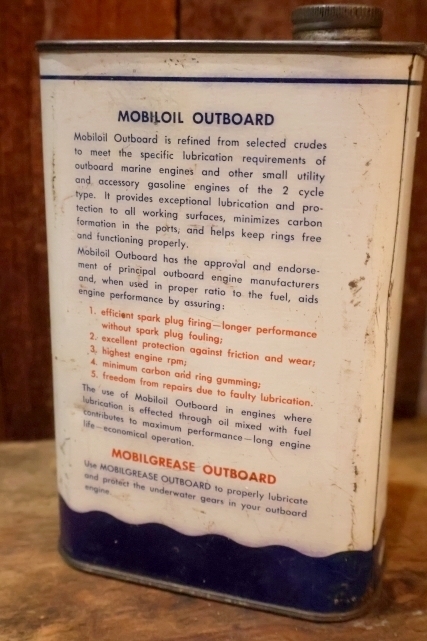 MOBILOIL OUTBOARD
Mobiloil Outboard is refined from selected crudes
to meet the specific lubrication requirements of
outboard marine engines and other small utility
and accessory gasoline engines of the 2 cycle
type. It provides exceptional lubrication and pro-
tection to all working surfaces, minimizes carbon
formation in the ports, and helps keep rings free
and functioning properly.
Mobiloil Outboard has the approval and endorse-
ment of principal outboard engine manufacturers
and, when used in proper ratio to the fuel, aids
engine performance by assuring:
1. efficient spark plug firing—longer performance
without spark plug fouling;
2. excellent protection against friction and wear;
3. highest engine rpm;
4. minimum carbon and ring gumming;
5. freedom from repairs due to faulty lubrication.
The use of Mobiloil Outboard in engines where
lubrication is effected through oil mixed with fuel
contributes to maximum performance—long engine
life—economical operation.
MOBILGREASE OUTBOARD
Use MOBILGREASE OUTBOARD to properly lubricate
and protect the underwater gears in your outboard
engine.